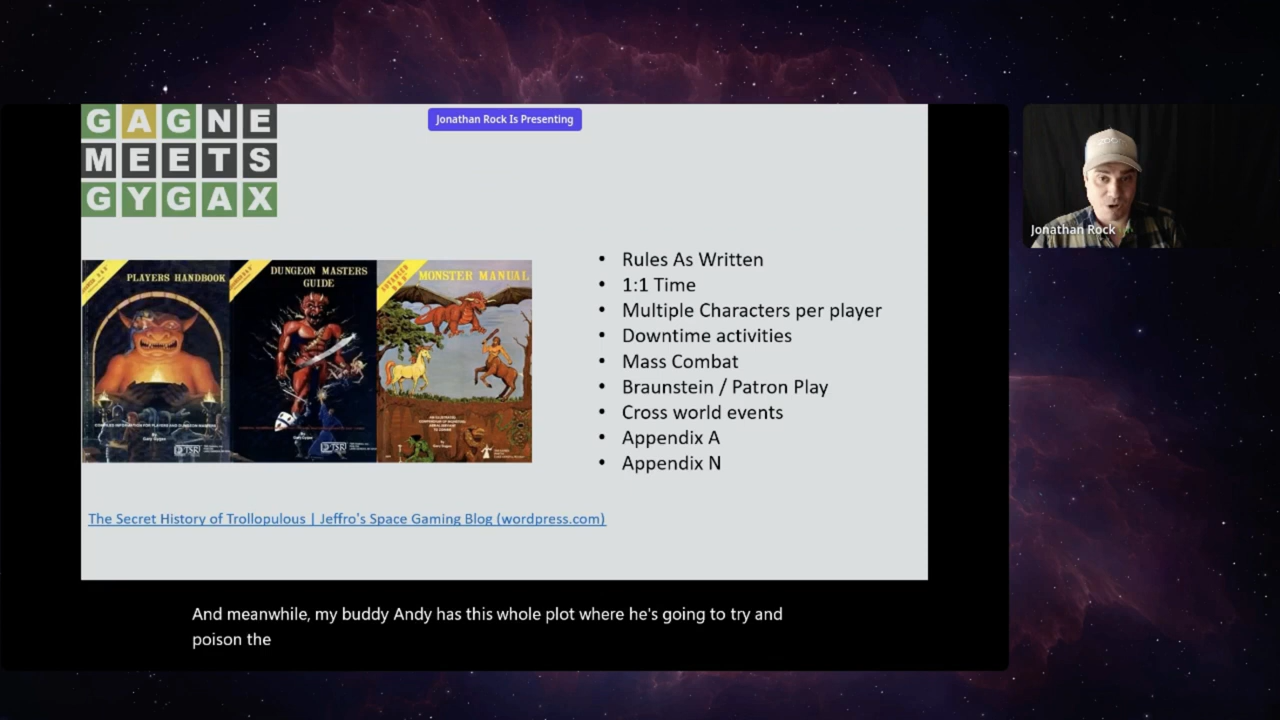 GAGNE
MEETS
GYGAX
Jonathan Rock Is Presenting
PLAYERS HANDBOOK
DUNGEON MASTERS
GUIDE
MONSTER MANUAL
• Rules As Written
• 1:1 Time
• Multiple Characters per player
• Downtime activities
• Mass Combat
• Braunstein / Patron Play
• Cross world events
• Appendix A
• Appendix N
The Secret History of Trollopulous | Jeffro's Space Gaming Blog (wordpress.com)
Jonathan Rock
And meanwhile, my buddy Andy has this whole plot where he's going to try and
poison the